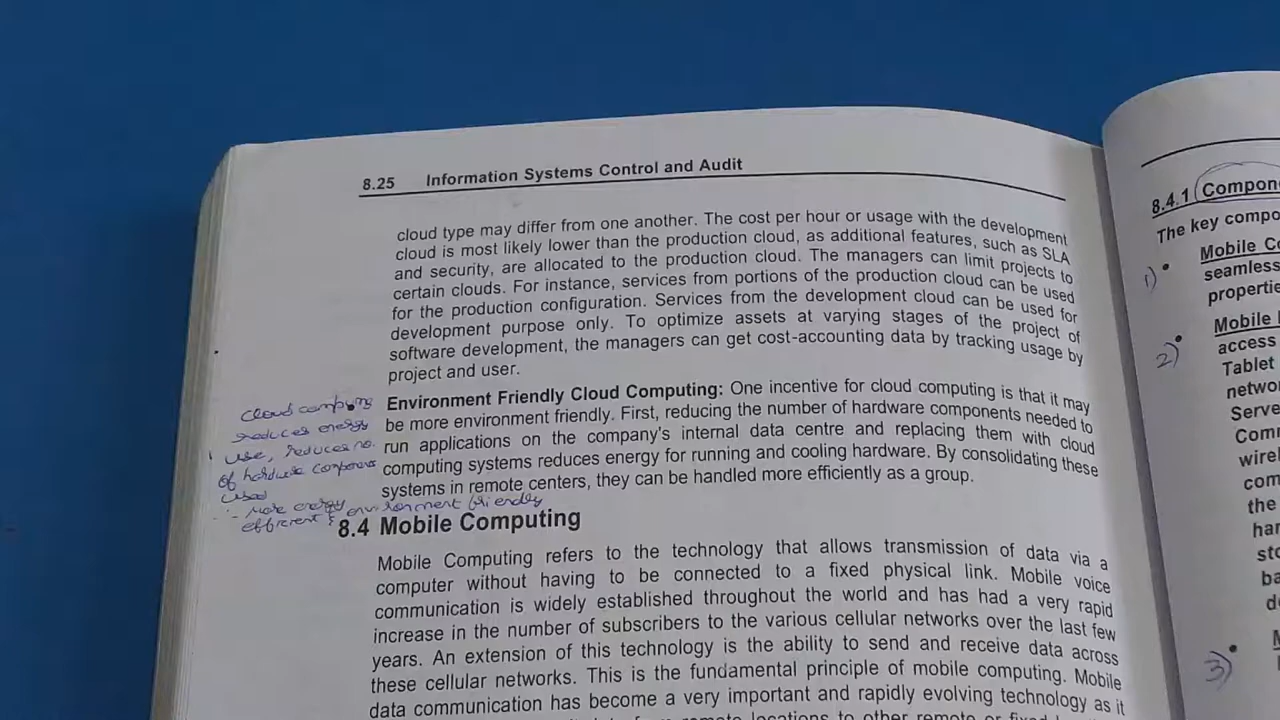 8.25 Information Systems Control and Audit
cloud type may differ from one another. The cost per hour or usage with the development
cloud is most likely lower than the production cloud, as additional features, such as SLA
and security, are allocated to the production cloud. The managers can limit projects to
certain clouds. For instance, services from portions of the production cloud can be used
for the production configuration. Services from the development cloud can be used for
development purpose only. To optimize assets at varying stages of the project of
software development, the managers can get cost-accounting data by tracking usage by
project and user.
Environment Friendly Cloud Computing: One incentive for cloud computing is that it may
be more environment friendly. First, reducing the number of hardware components needed to
run applications on the company's internal data centre and replacing them with cloud
computing systems reduces energy for running and cooling hardware. By consolidating these
systems in remote centers, they can be handled more efficiently as a group.
cloud computing
reduces energy
use, reduces no.
of hardware components
used
∴ more energy
efficient & environment friendly
8.4 Mobile Computing
Mobile Computing refers to the technology that allows transmission of data via a
computer without having to be connected to a fixed physical link. Mobile voice
communication is widely established throughout the world and has had a very rapid
increase in the number of subscribers to the various cellular networks over the last few
years. An extension of this technology is the ability to send and receive data across
these cellular networks. This is the fundamental principle of mobile computing. Mobile
data communication has become a very important and rapidly evolving technology as it
remote locations to other remote or fixed
8.4.1
The key
1) Mobile
seamless
2) Mobile
access
Tablet
3)